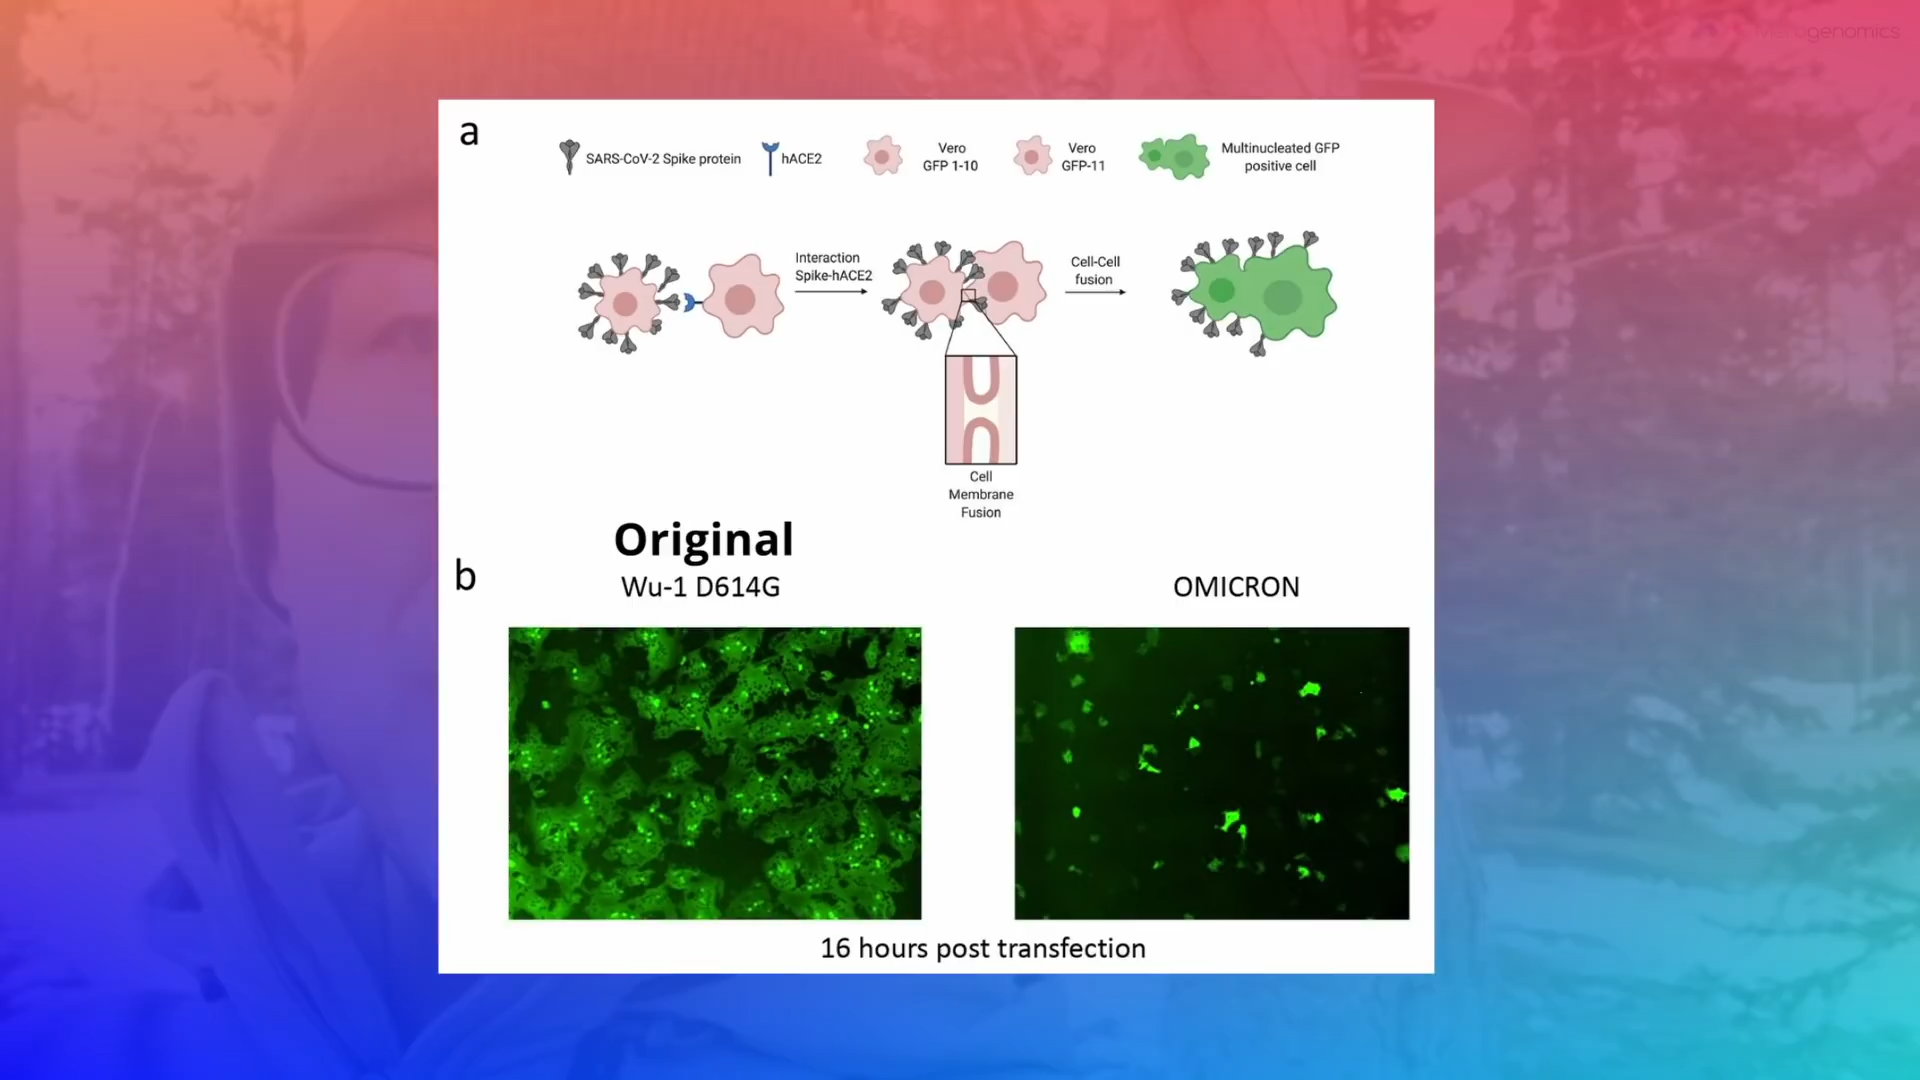 Merogenomics
a
SARS-CoV-2 Spike protein
hACE2
Vero
GFP 1-10
Vero
GFP-11
Multinucleated GFP
positive cell
Interaction
Spike-hACE2
Cell-Cell
fusion
Cell
Membrane
Fusion
Original
b
Wu-1 D614G
OMICRON
16 hours post transfection